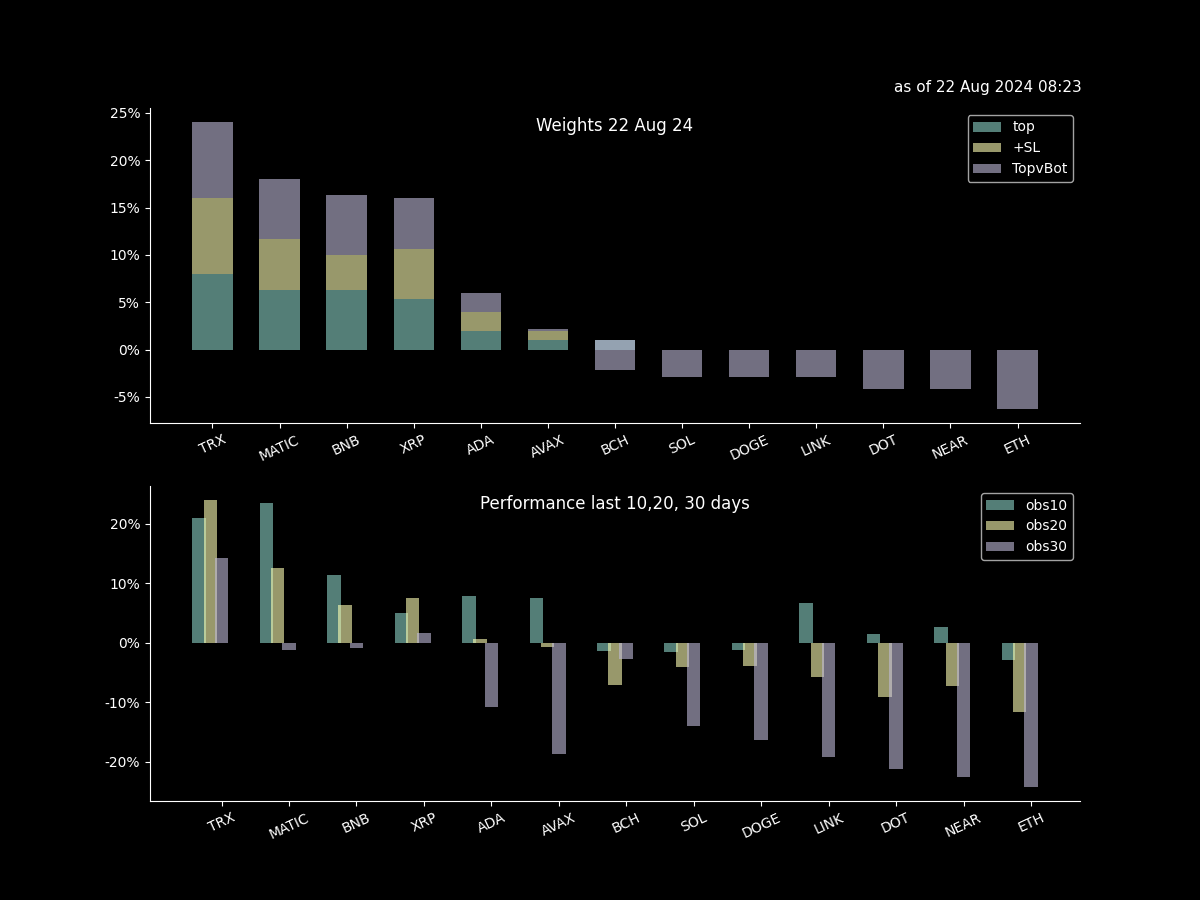 as of 22 Aug 2024 08:23
Weights 22 Aug 24
top
+SL
TopvBot
25%
20%
15%
10%
5%
0%
-5%
TRX MATIC BNB XRP ADA AVAX BCH SOL DOGE LINK DOT NEAR ETH
Performance last 10,20, 30 days
obs10
obs20
obs30
20%
10%
0%
-10%
-20%
TRX MATIC BNB XRP ADA AVAX BCH SOL DOGE LINK DOT NEAR ETH